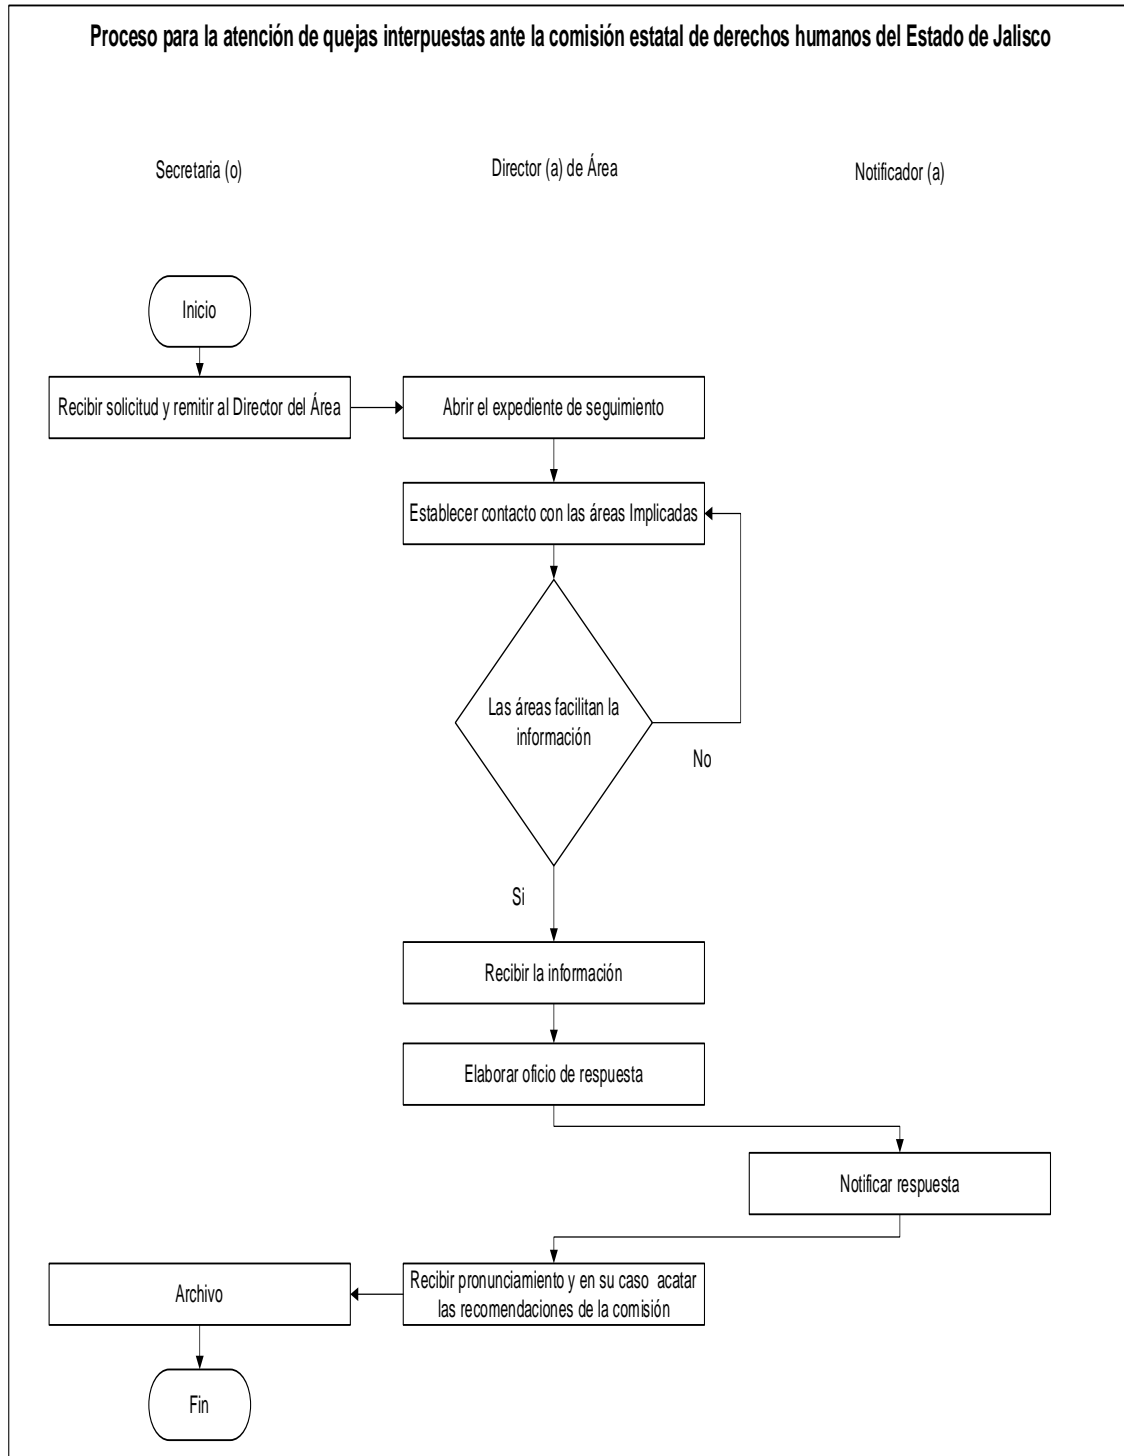 Proceso para la atención de quejas interpuestas ante la comisión estatal de derechos humanos del Estado de Jalisco
Secretaria (o)
Director (a) de Área
Notificador (a)
Inicio
Recibir solicitud y remitir al Director del Área
Abrir el expediente de seguimiento
Establecer contacto con las áreas Implicadas
Las áreas facilitan la
información
No
Si
Recibir la información
Elaborar oficio de respuesta
Notificar respuesta
Recibir pronunciamiento y en su caso acatar
las recomendaciones de la comisión
Archivo
Fin